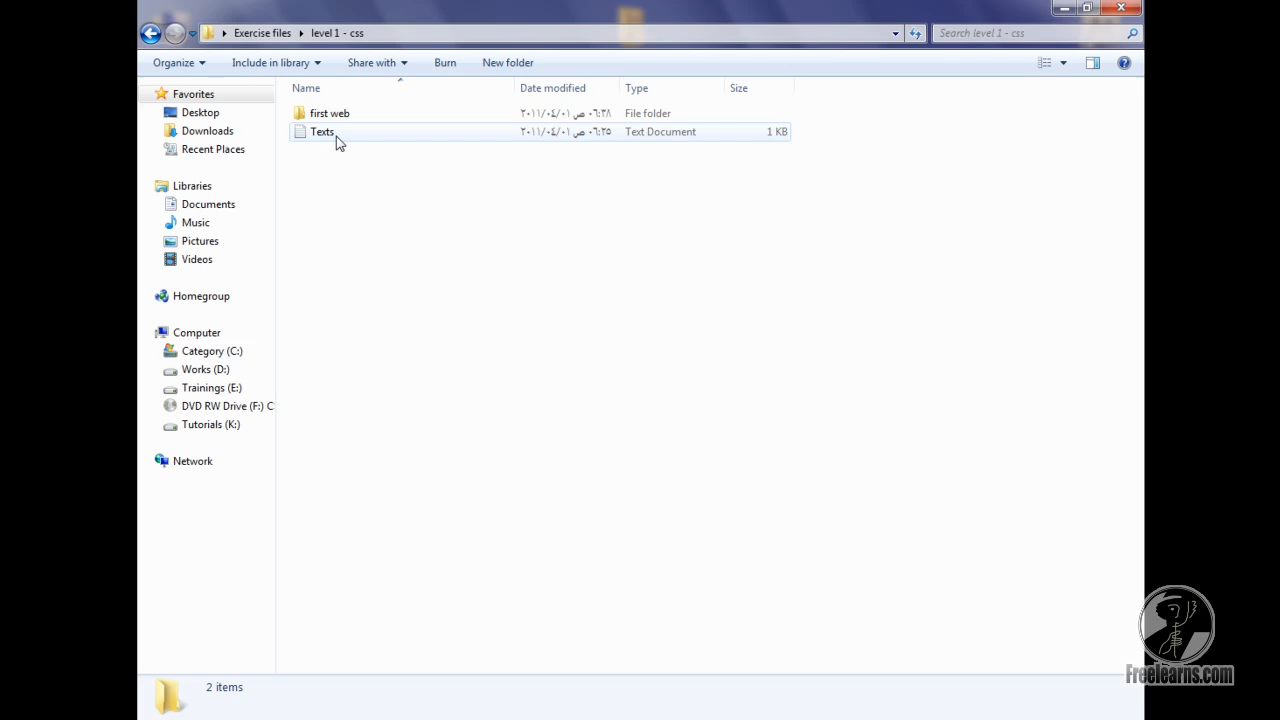 Exercise files level 1 - css Search level 1 - css
Organize Include in library Share with Burn New folder ?
Name Date modified Type Size
first web ٢٠١١/٠٤/٠١ ص ٠٦:٣٨ File folder
Texts ٢٠١١/٠٤/٠١ ص ٠٦:٣٥ Text Document 1 KB
Favorites
Desktop
Downloads
Recent Places
Libraries
Documents
Music
Pictures
Videos
Homegroup
Computer
Category (C:)
Works (D:)
Trainings (E:)
DVD RW Drive (F:) C
Tutorials (K:)
Network
2 items
Freelearns.com